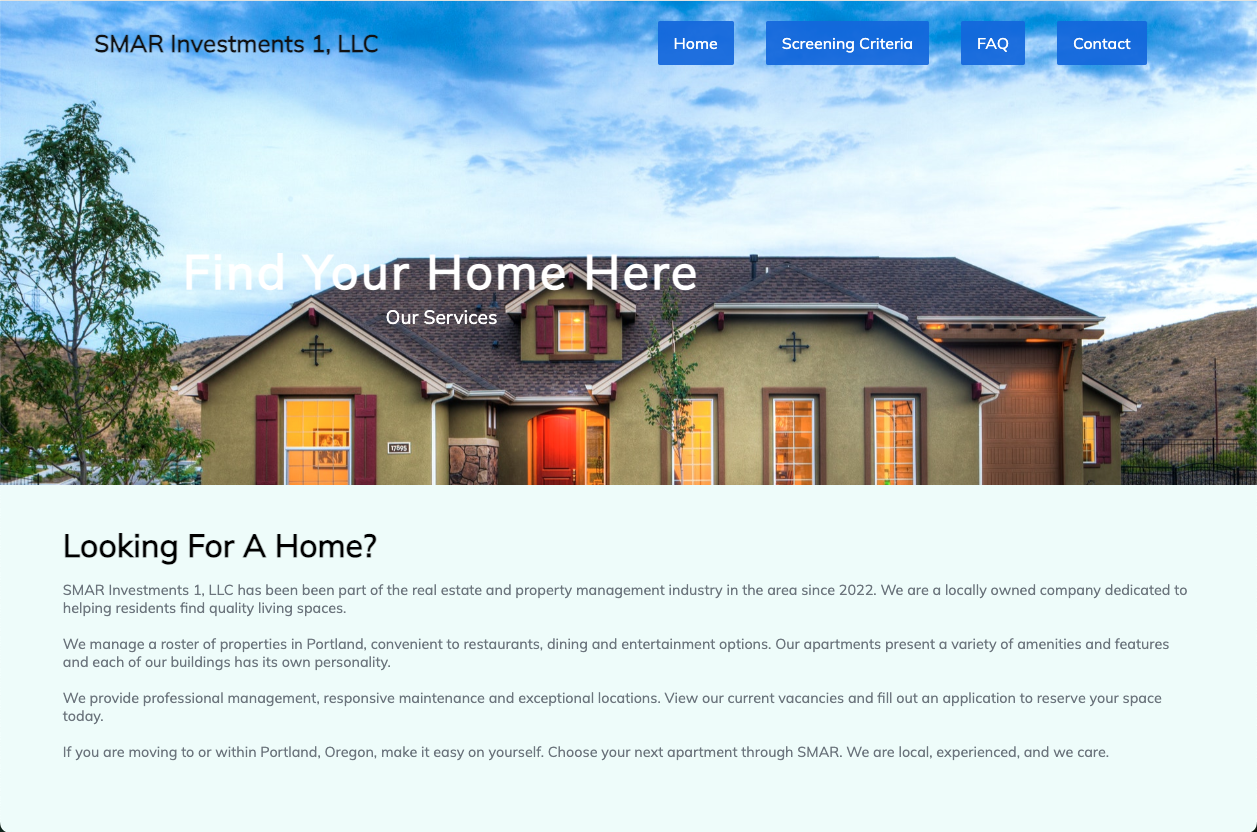 SMAR Investments 1, LLC
Home
Screening Criteria
FAQ
Contact
Find Your Home Here
Our Services
17895
Looking For A Home?
SMAR Investments 1, LLC has been been part of the real estate and property management industry in the area since 2022. We are a locally owned company dedicated to
helping residents find quality living spaces.
We manage a roster of properties in Portland, convenient to restaurants, dining and entertainment options. Our apartments present a variety of amenities and features
and each of our buildings has its own personality.
We provide professional management, responsive maintenance and exceptional locations. View our current vacancies and fill out an application to reserve your space
today.
If you are moving to or within Portland, Oregon, make it easy on yourself. Choose your next apartment through SMAR. We are local, experienced, and we care.